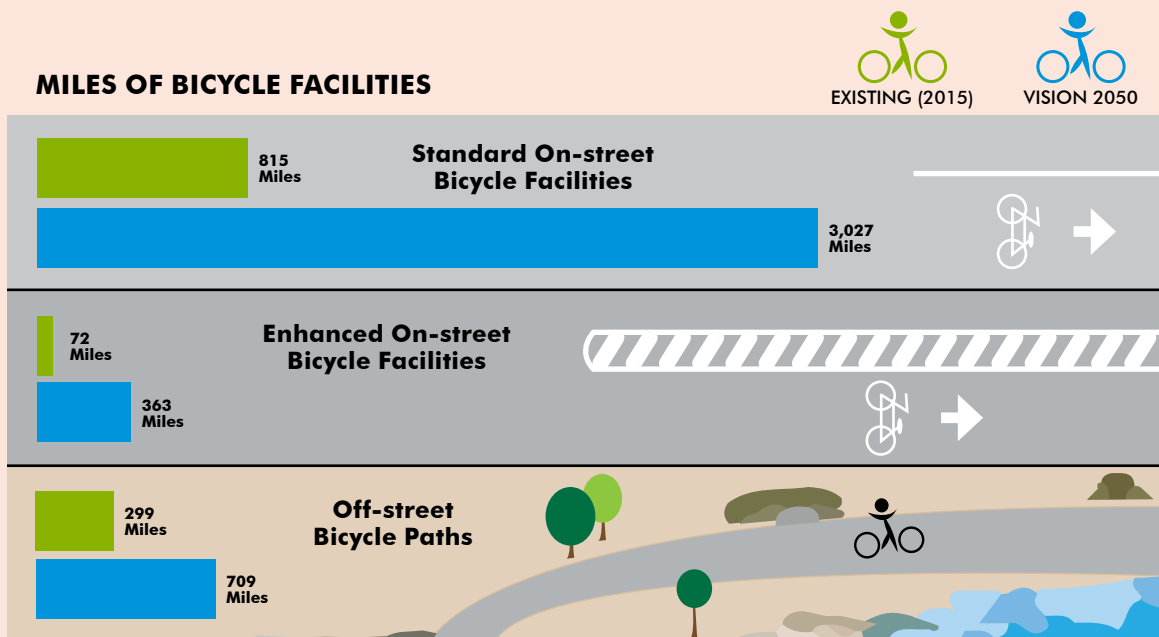 MILES OF BICYCLE FACILITIES
EXISTING (2015)
VISION 2050
815
Miles
Standard On-street
Bicycle Facilities
3,027
Miles
72
Miles
Enhanced On-street
Bicycle Facilities
363
Miles
299
Miles
Off-street
Bicycle Paths
709
Miles